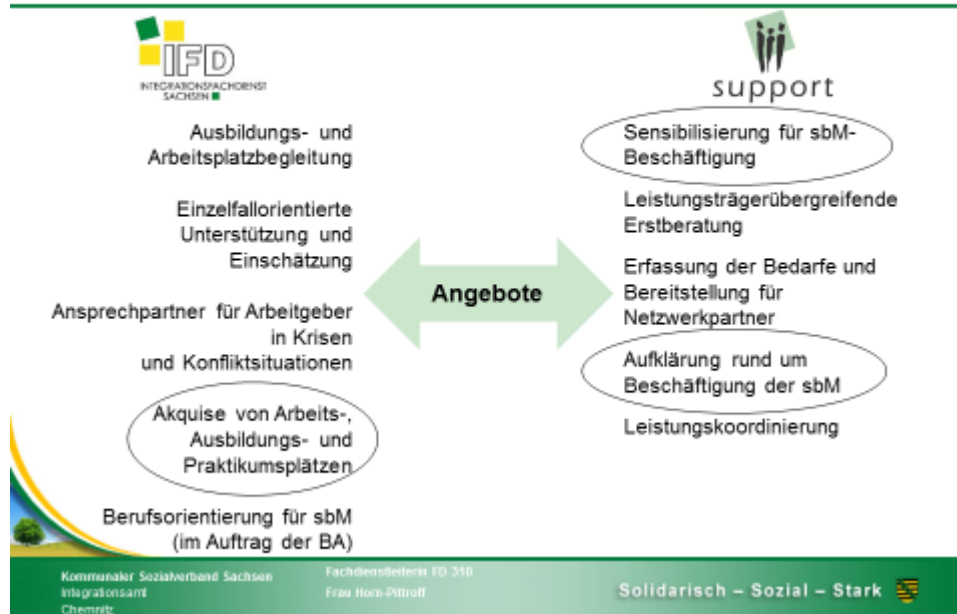 IFD
INTEGRATIONSFACHDIENST
SACHSEN
Ausbildungs- und
Arbeitsplatzbegleitung
Einzelfallorientierte
Unterstützung und
Einschätzung
Ansprechpartner für Arbeitgeber
in Krisen
und Konfliktsituationen
Akquise von Arbeits-,
Ausbildungs- und
Praktikumsplätzen
Berufsorientierung für sbM
(im Auftrag der BA)
Angebote
support
Sensibilisierung für sbM-
Beschäftigung
Leistungsträgerübergreifende
Erstberatung
Erfassung der Bedarfe und
Bereitstellung für
Netzwerkpartner
Aufklärung rund um
Beschäftigung der sbM
Leistungskoordinierung
Kommunaler Sozialverband Sachsen
Integrationsamt
Chemnitz
Fachdienstleiterin FD 310
Frau Horn-Pittroff
Solidarisch – Sozial – Stark